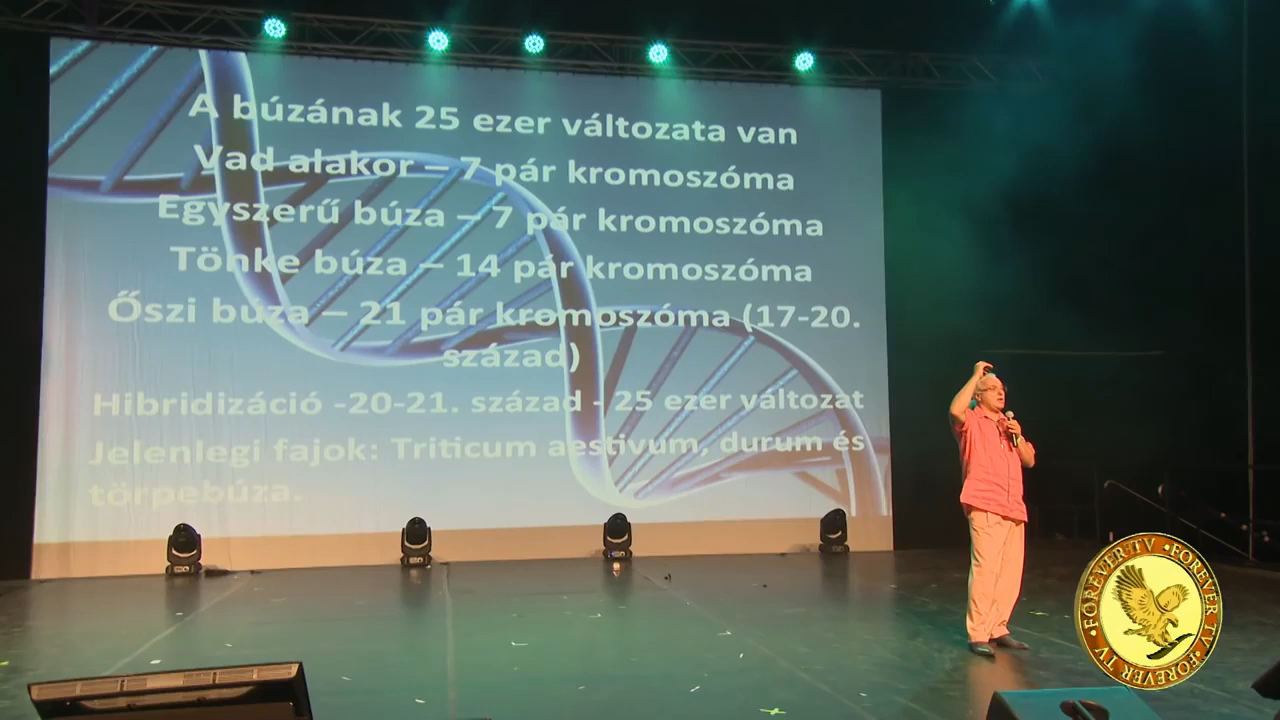 A búzának 25 ezer változata van
Vad alakor – 7 pár kromoszóma
Egyszerű búza – 7 pár kromoszóma
Tönke búza – 14 pár kromoszóma
Őszi búza – 21 pár kromoszóma (17-20.
század)
Hibridizáció -20-21. század - 25 ezer változat
Jelenlegi fajok: Triticum aestivum, durum és
törpebúza.
•FOREVER TV •FOREVER TV •FOREVER TV